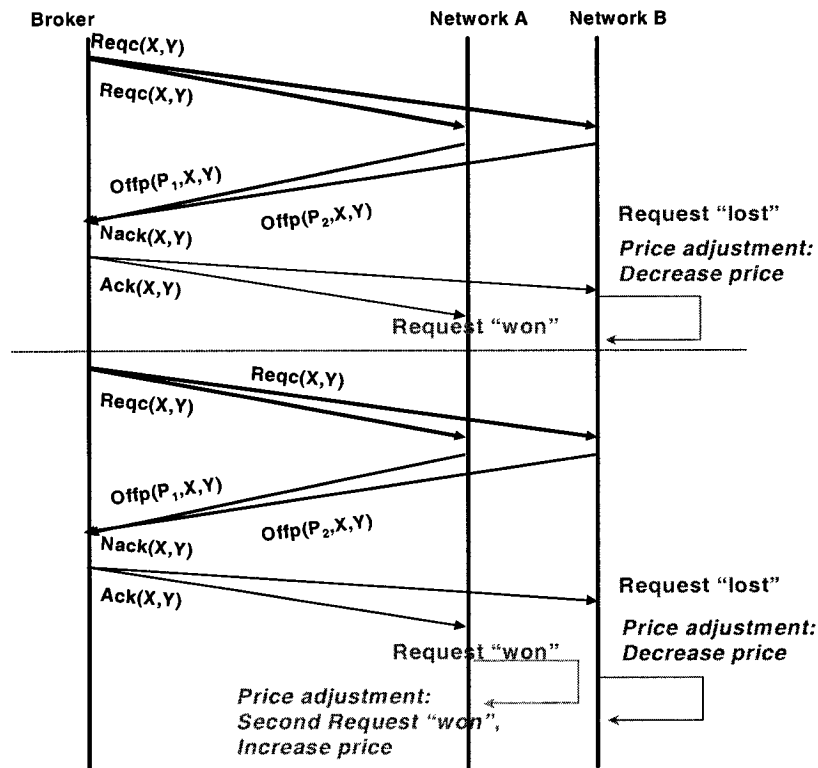 Broker
Network A
Network B
Reqc(X,Y)
Reqc(X,Y)
Offp(P₁,X,Y)
Offp(P₂,X,Y)
Nack(X,Y)
Ack(X,Y)
Request “lost”
Price adjustment:
Decrease price
Request “won”
Reqc(X,Y)
Reqc(X,Y)
Offp(P₁,X,Y)
Offp(P₂,X,Y)
Nack(X,Y)
Ack(X,Y)
Request “lost”
Price adjustment:
Decrease price
Request “won”
Price adjustment:
Second Request “won”,
Increase price